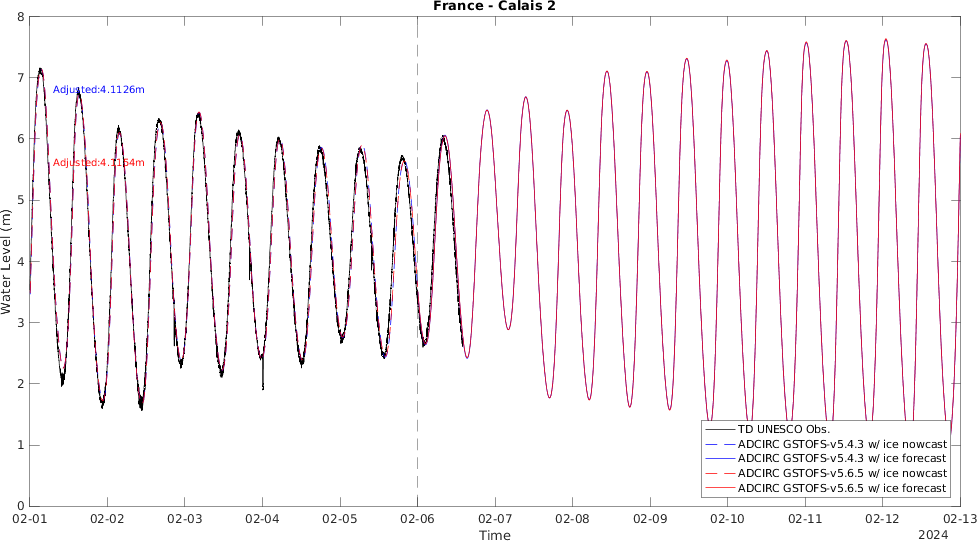 France - Calais 2
8
7
6
5
4
3
2
1
0
Water Level (m)
Adjusted:4.1126m
Adjusted:4.1164m
TD UNESCO Obs.
ADCIRC GSTOFS-v5.4.3 w/ ice nowcast
ADCIRC GSTOFS-v5.4.3 w/ ice forecast
ADCIRC GSTOFS-v5.6.5 w/ ice nowcast
ADCIRC GSTOFS-v5.6.5 w/ ice forecast
02-01 02-02 02-03 02-04 02-05 02-06 02-07 02-08 02-09 02-10 02-11 02-12 02-13
Time
2024